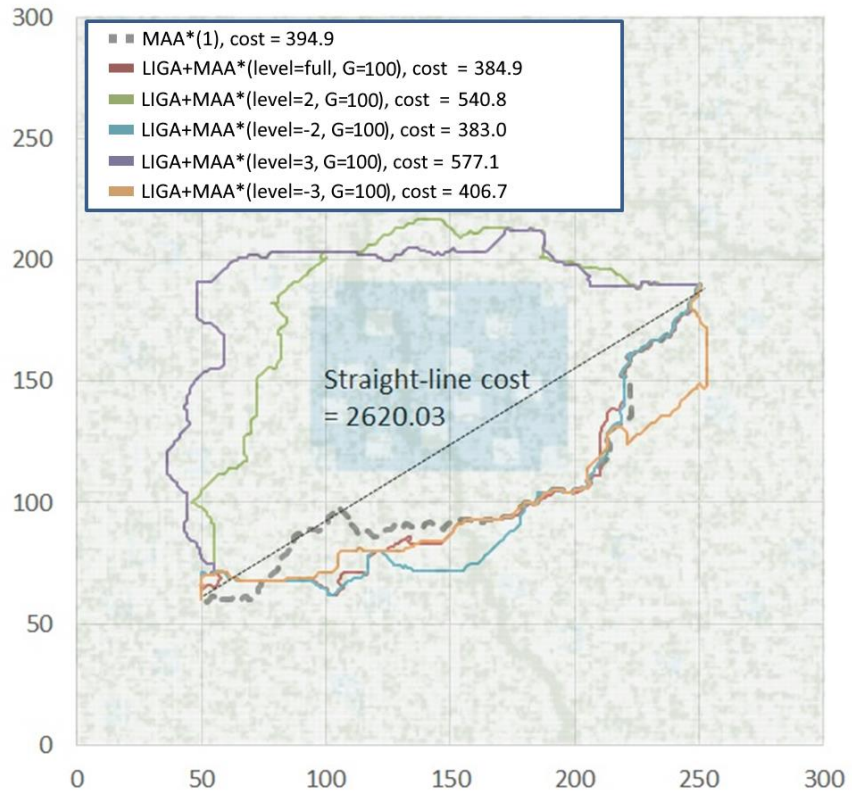 300
MAA*(1), cost = 394.9
LIGA+MAA*(level=full, G=100), cost = 384.9
LIGA+MAA*(level=2, G=100), cost = 540.8
LIGA+MAA*(level=-2, G=100), cost = 383.0
LIGA+MAA*(level=3, G=100), cost = 577.1
LIGA+MAA*(level=-3, G=100), cost = 406.7
250
200
150
Straight-line cost
= 2620.03
100
50
0
0 50 100 150 200 250 300